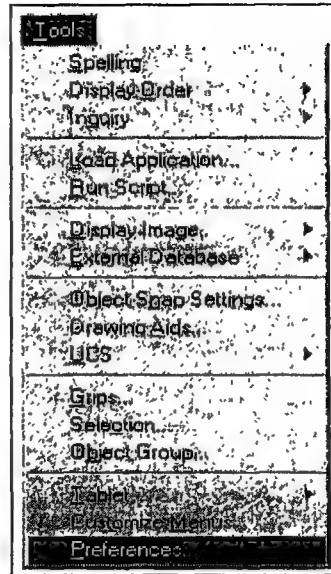 Tools
Spelling...
Display Order
Inquiry
Load Application...
Run Script...
Display Image
External Database
Object Snap Settings...
Drawing Aids...
UCS
Grips...
Selection...
Object Group...
Tablet
Customize Menus...
Preferences...